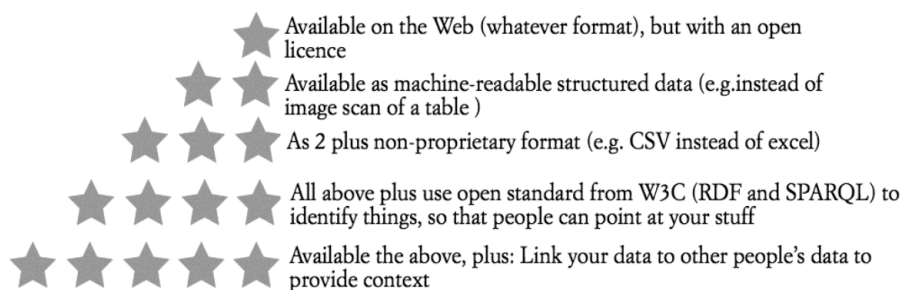 Available on the Web (whatever format), but with an open
licence
Available as machine-readable structured data (e.g.instead of
image scan of a table )
As 2 plus non-proprietary format (e.g. CSV instead of excel)
All above plus use open standard from W3C (RDF and SPARQL) to
identify things, so that people can point at your stuff
Available the above, plus: Link your data to other people's data to
provide context